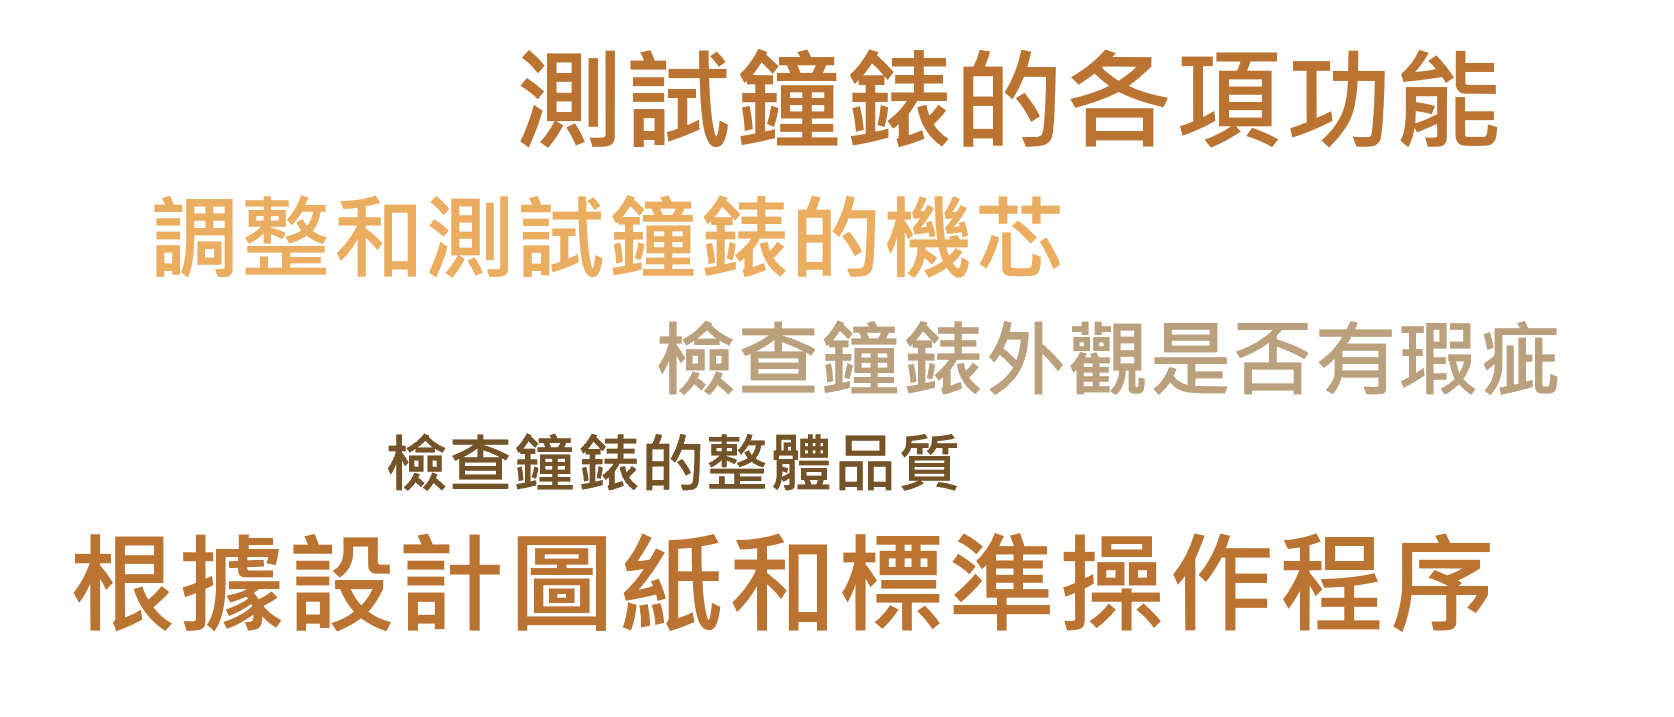 測試鐘錶的各項功能
調整和測試鐘錶的機芯
檢查鐘錶外觀是否有瑕疵
檢查鐘錶的整體品質
根據設計圖紙和標準操作程序